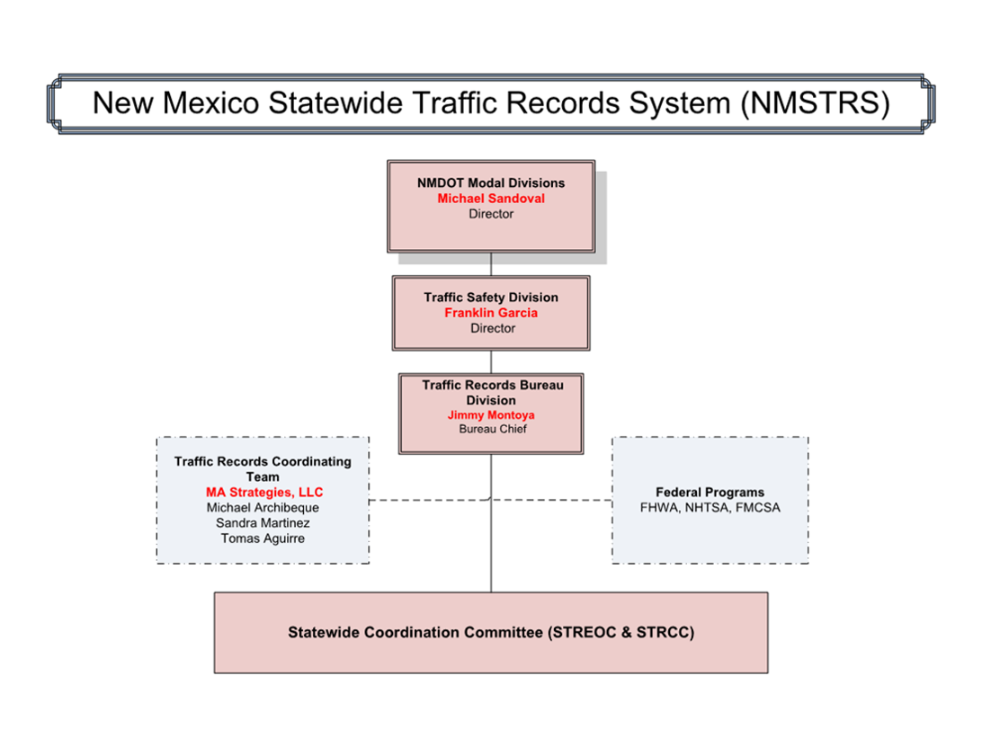 New Mexico Statewide Traffic Records System (NMSTRS)
NMDOT Modal Divisions
Michael Sandoval
Director
Traffic Safety Division
Franklin Garcia
Director
Traffic Records Bureau
Division
Jimmy Montoya
Bureau Chief
Traffic Records Coordinating
Team
MA Strategies, LLC
Michael Archibeque
Sandra Martinez
Tomas Aguirre
Federal Programs
FHWA, NHTSA, FMCSA
Statewide Coordination Committee (STREOC & STRCC)